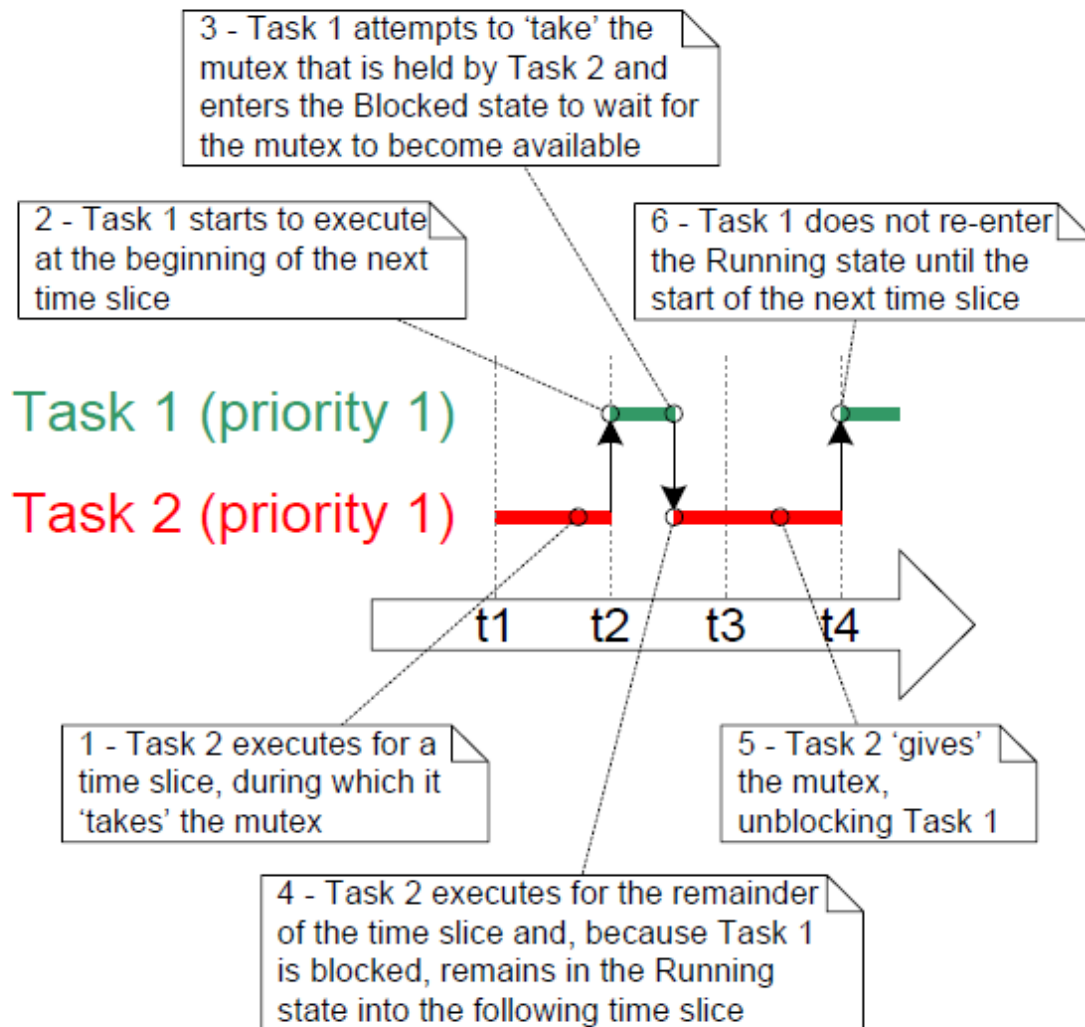 3 - Task 1 attempts to ‘take’ the
mutex that is held by Task 2 and
enters the Blocked state to wait for
the mutex to become available
2 - Task 1 starts to execute
at the beginning of the next
time slice
6 - Task 1 does not re-enter
the Running state until the
start of the next time slice
Task 1 (priority 1)
Task 2 (priority 1)
t1 t2 t3 t4
1 - Task 2 executes for a
time slice, during which it
‘takes’ the mutex
5 - Task 2 ‘gives’
the mutex,
unblocking Task 1
4 - Task 2 executes for the remainder
of the time slice and, because Task 1
is blocked, remains in the Running
state into the following time slice